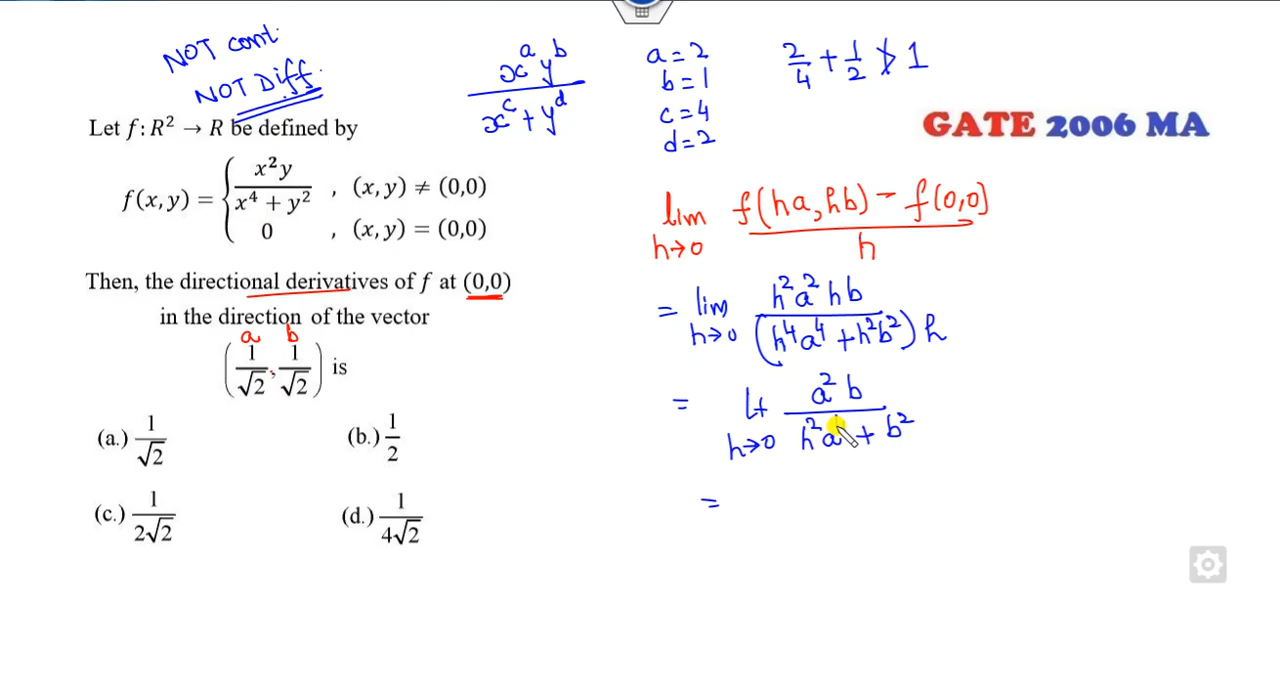 NOT cont.
NOT Diff.
x^a y^b
x^c + y^d
a = 2
b = 1
c = 4
d = 2
2/4 + 1/2 ≯ 1
GATE 2006 MA
Let f: R² → R be defined by
f(x, y) = { x²y / x⁴ + y² , (x, y) ≠ (0,0)
0 , (x, y) = (0,0)
Then, the directional derivatives of f at (0,0)
in the direction of the vector
a b
(1/√2, 1/√2) is
(a.) 1/√2
(b.) 1/2
(c.) 1/2√2
(d.) 1/4√2
lim h→0 f(ha, hb) − f(0,0) / h
= lim h→0 h²a²hb / (h⁴a⁴ + h²b²) h
= Lt h→0 a²b / h²a + b²
=